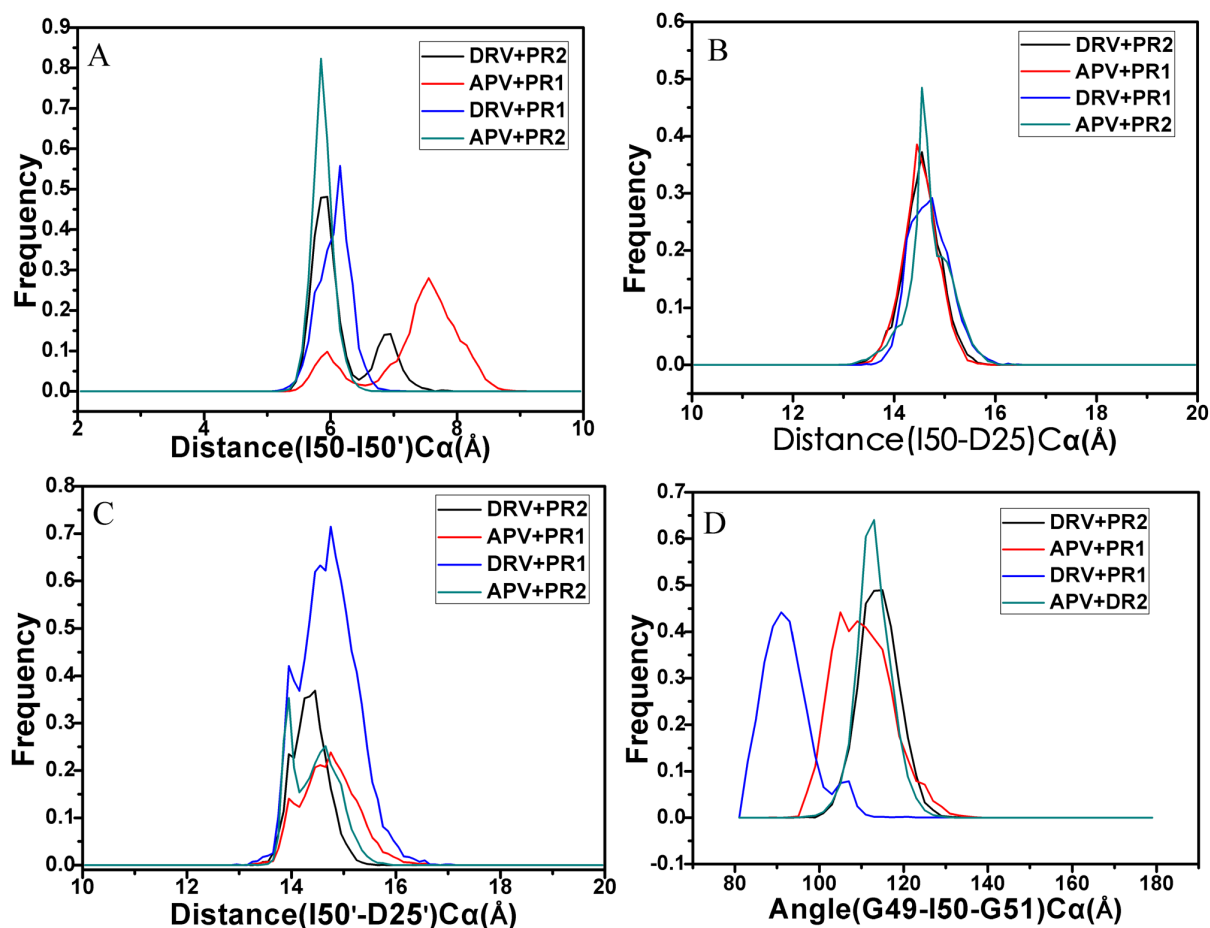 A
DRV+PR2
APV+PR1
DRV+PR1
APV+PR2
Frequency
0.9
0.8
0.7
0.6
0.5
0.4
0.3
0.2
0.1
0.0
2 4 6 8 10
Distance(I50-I50')Cα(Å)
B
DRV+PR2
APV+PR1
DRV+PR1
APV+PR2
Frequency
0.6
0.5
0.4
0.3
0.2
0.1
0.0
10 12 14 16 18 20
Distance(I50-D25)Cα(Å)
C
DRV+PR2
APV+PR1
DRV+PR1
APV+PR2
Frequency
0.8
0.7
0.6
0.5
0.4
0.3
0.2
0.1
0.0
10 12 14 16 18 20
Distance(I50'-D25')Cα(Å)
D
DRV+PR2
APV+PR1
DRV+PR1
APV+DR2
Frequency
0.7
0.6
0.5
0.4
0.3
0.2
0.1
0.0
-0.1
80 100 120 140 160 180
Angle(G49-I50-G51)Cα(Å)